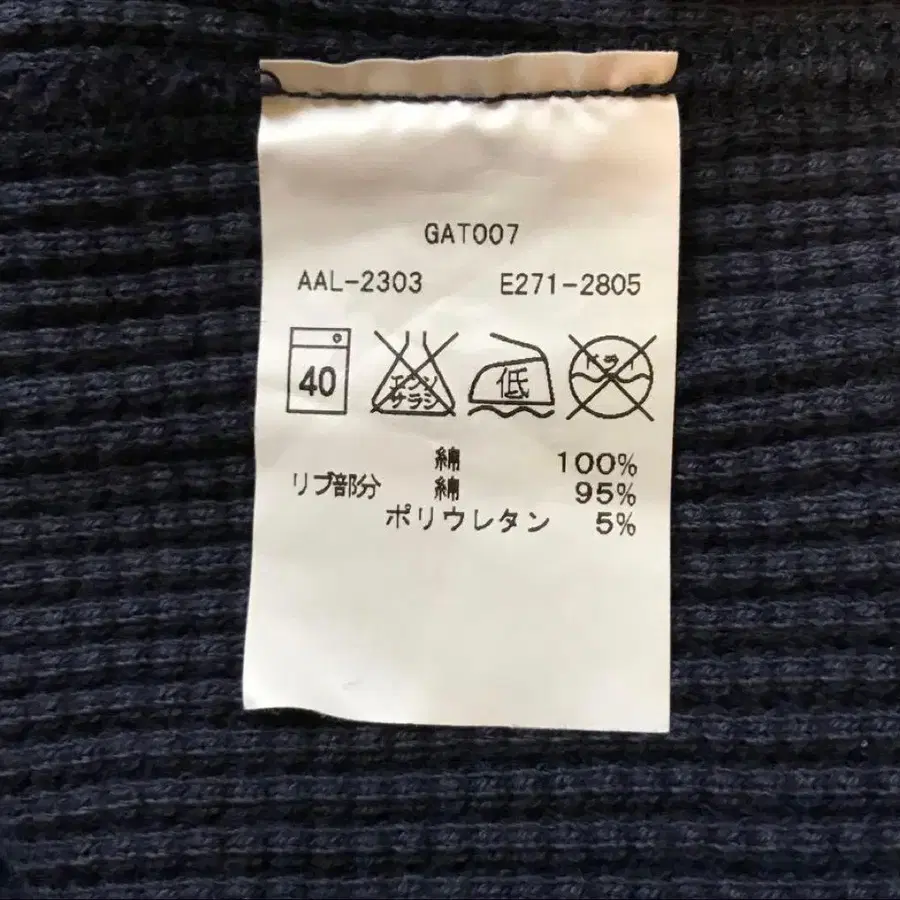 GAT007
AAL-2303 E271-2805
40 エンソサラシ 低 ドライ
綿 100%
リブ部分 綿 95%
ポリウレタン 5%